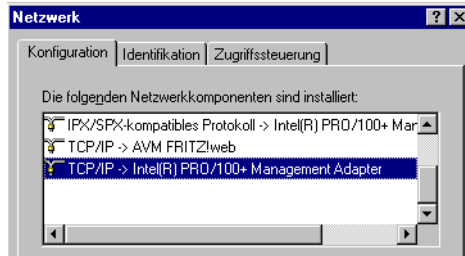 Netzwerk
Konfiguration Identifikation Zugriffssteuerung
Die folgenden Netzwerkkomponenten sind installiert:
IPX/SPX-kompatibles Protokoll -> Intel(R) PRO/100+ Mar
TCP/IP -> AVM FRITZ!web
TCP/IP -> Intel(R) PRO/100+ Management Adapter